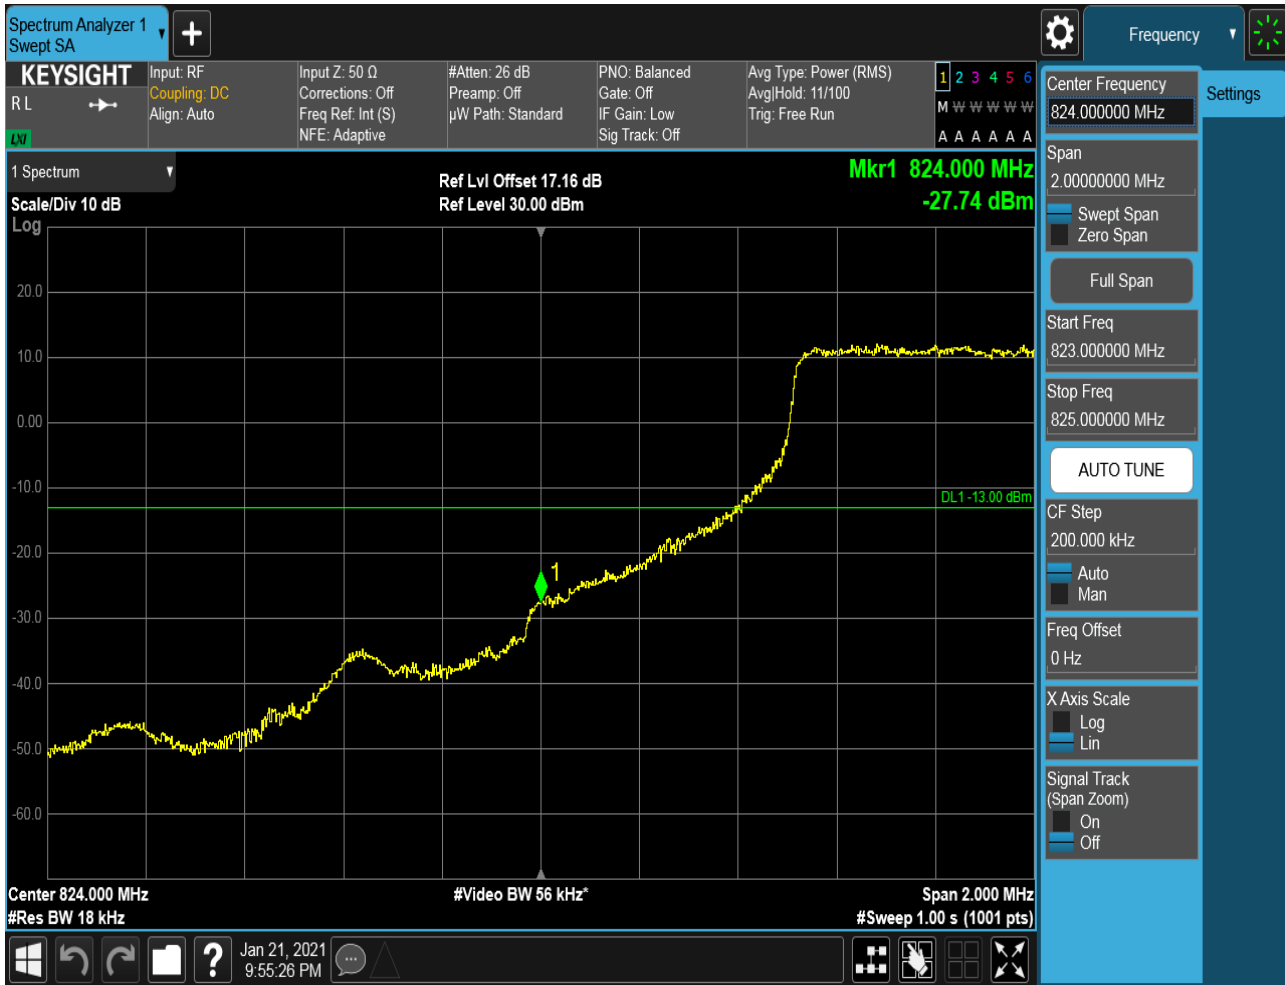 Spectrum Analyzer 1
Swept SA
Frequency
KEYSIGHT
R L
LXI
Input: RF
Coupling: DC
Align: Auto
Input Z: 50 Ω
Corrections: Off
Freq Ref: Int (S)
NFE: Adaptive
#Atten: 26 dB
Preamp: Off
µW Path: Standard
PNO: Balanced
Gate: Off
IF Gain: Low
Sig Track: Off
Avg Type: Power (RMS)
Avg|Hold: 11/100
Trig: Free Run
1 2 3 4 5 6
M W W W W W
A A A A A A
1 Spectrum
Scale/Div 10 dB
Log
Ref Lvl Offset 17.16 dB
Ref Level 30.00 dBm
Mkr1 824.000 MHz
-27.74 dBm
20.0
10.0
0.00
-10.0
-20.0
-30.0
-40.0
-50.0
-60.0
DL1 -13.00 dBm
1
Center 824.000 MHz
#Video BW 56 kHz*
Span 2.000 MHz
#Res BW 18 kHz
#Sweep 1.00 s (1001 pts)
Center Frequency
824.000000 MHz
Settings
Span
2.00000000 MHz
Swept Span
Zero Span
Full Span
Start Freq
823.000000 MHz
Stop Freq
825.000000 MHz
AUTO TUNE
CF Step
200.000 kHz
Auto
Man
Freq Offset
0 Hz
X Axis Scale
Log
Lin
Signal Track
(Span Zoom)
On
Off
?
Jan 21, 2021
9:55:26 PM